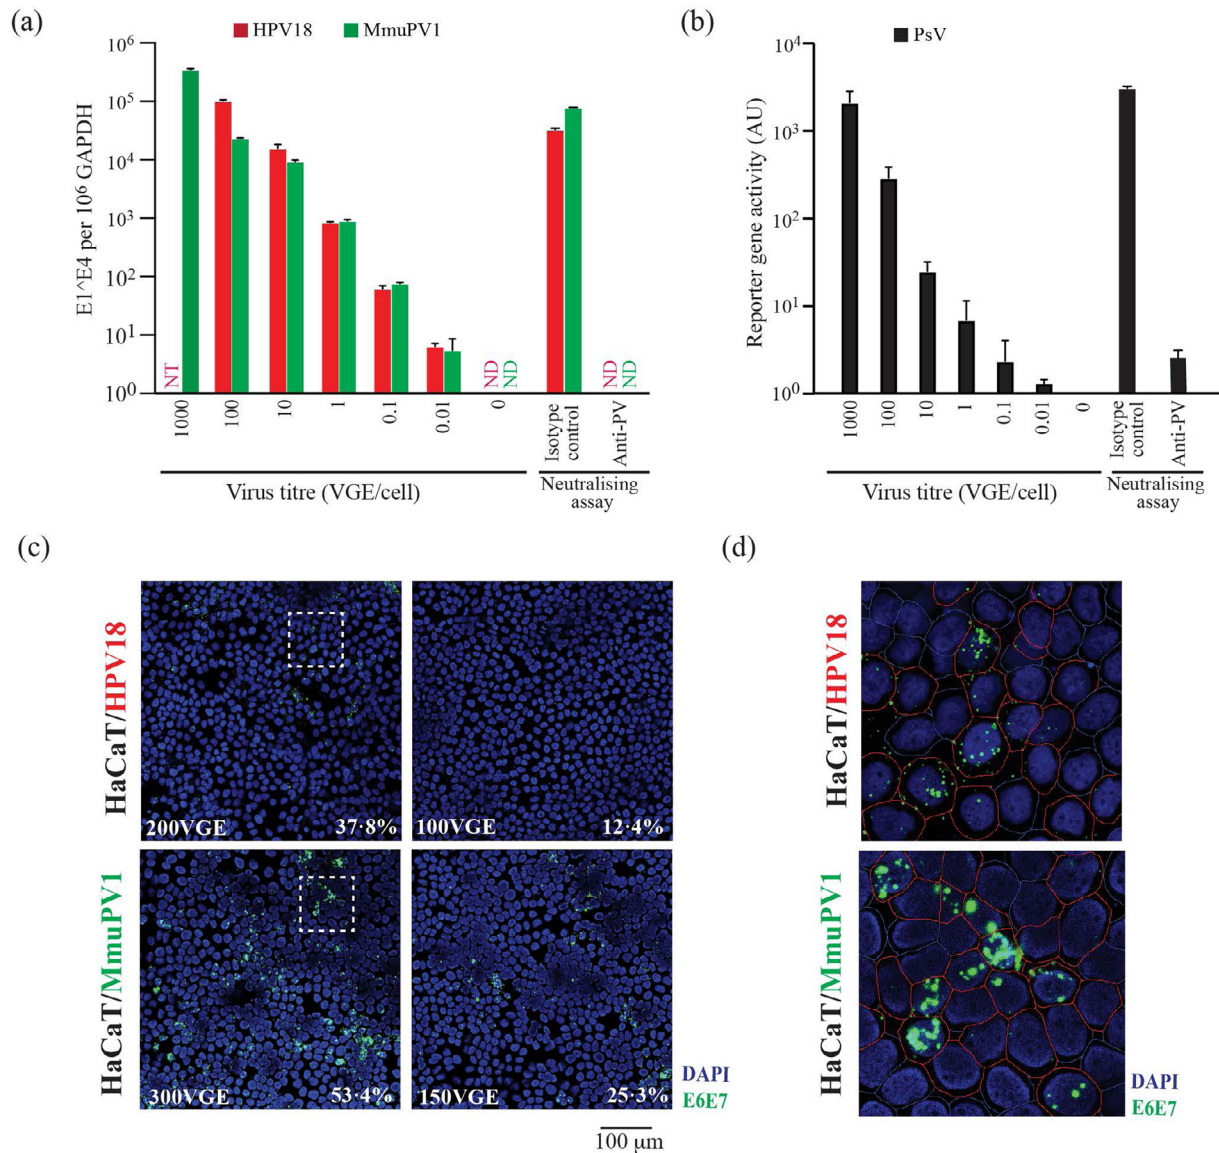 (a)
HPV18 MmuPV1
E1^E4 per 10⁶ GAPDH
10⁶
10⁵
10⁴
10³
10²
10¹
10⁰
NT
ND
ND
ND
ND
1000
100
10
1
0.1
0.01
0
Isotype
control
Anti-PV
Virus titre (VGE/cell)
Neutralising
assay
(b)
PsV
Reporter gene activity (AU)
10⁴
10³
10²
10¹
10⁰
1000
100
10
1
0.1
0.01
0
Isotype
control
Anti-PV
Virus titre (VGE/cell)
Neutralising
assay
(c)
HaCaT/HPV18
200VGE 37·8%
100VGE 12·4%
HaCaT/MmuPV1
300VGE 53·4%
150VGE 25·3%
DAPI
E6E7
100 µm
(d)
HaCaT/HPV18
HaCaT/MmuPV1
DAPI
E6E7